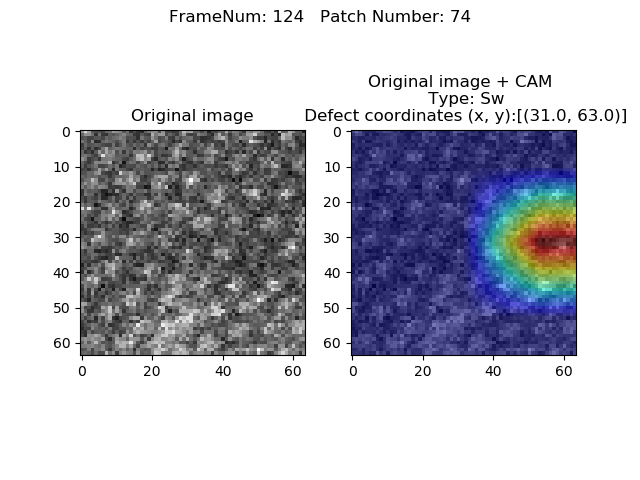 FrameNum: 124   Patch Number: 74
Original image
Original image + CAM
Type: Sw
Defect coordinates (x, y):[(31.0, 63.0)]
0
10
20
30
40
50
60
0 20 40 60
0
10
20
30
40
50
60
0 20 40 60